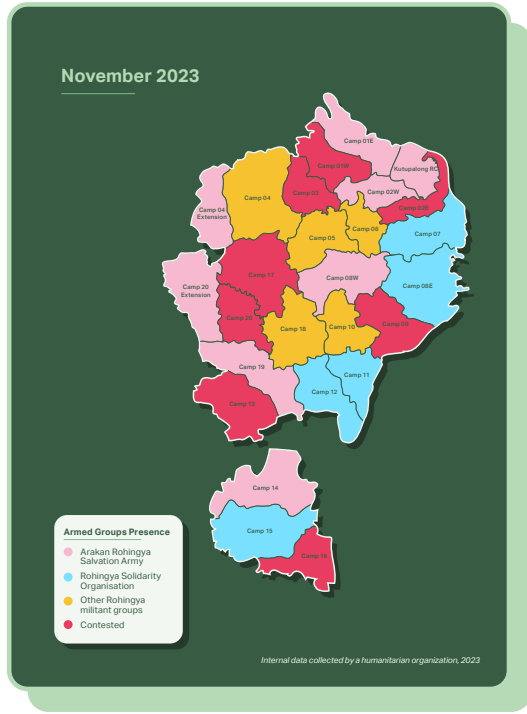 November 2023
Camp 01E
Camp 01W
Kutupalong RC
Camp 03
Camp 02W
Camp 04
Camp 04
Extension
Camp 02E
Camp 06
Camp 05
Camp 07
Camp 17
Camp 08W
Camp 08E
Camp 20
Extension
Camp 20
Camp 18
Camp 10
Camp 09
Camp 19
Camp 11
Camp 12
Camp 13
Camp 14
Camp 15
Camp 16
Armed Groups Presence
Arakan Rohingya
Salvation Army
Rohingya Solidarity
Organisation
Other Rohingya
militant groups
Contested
Internal data collected by a humanitarian organization, 2023